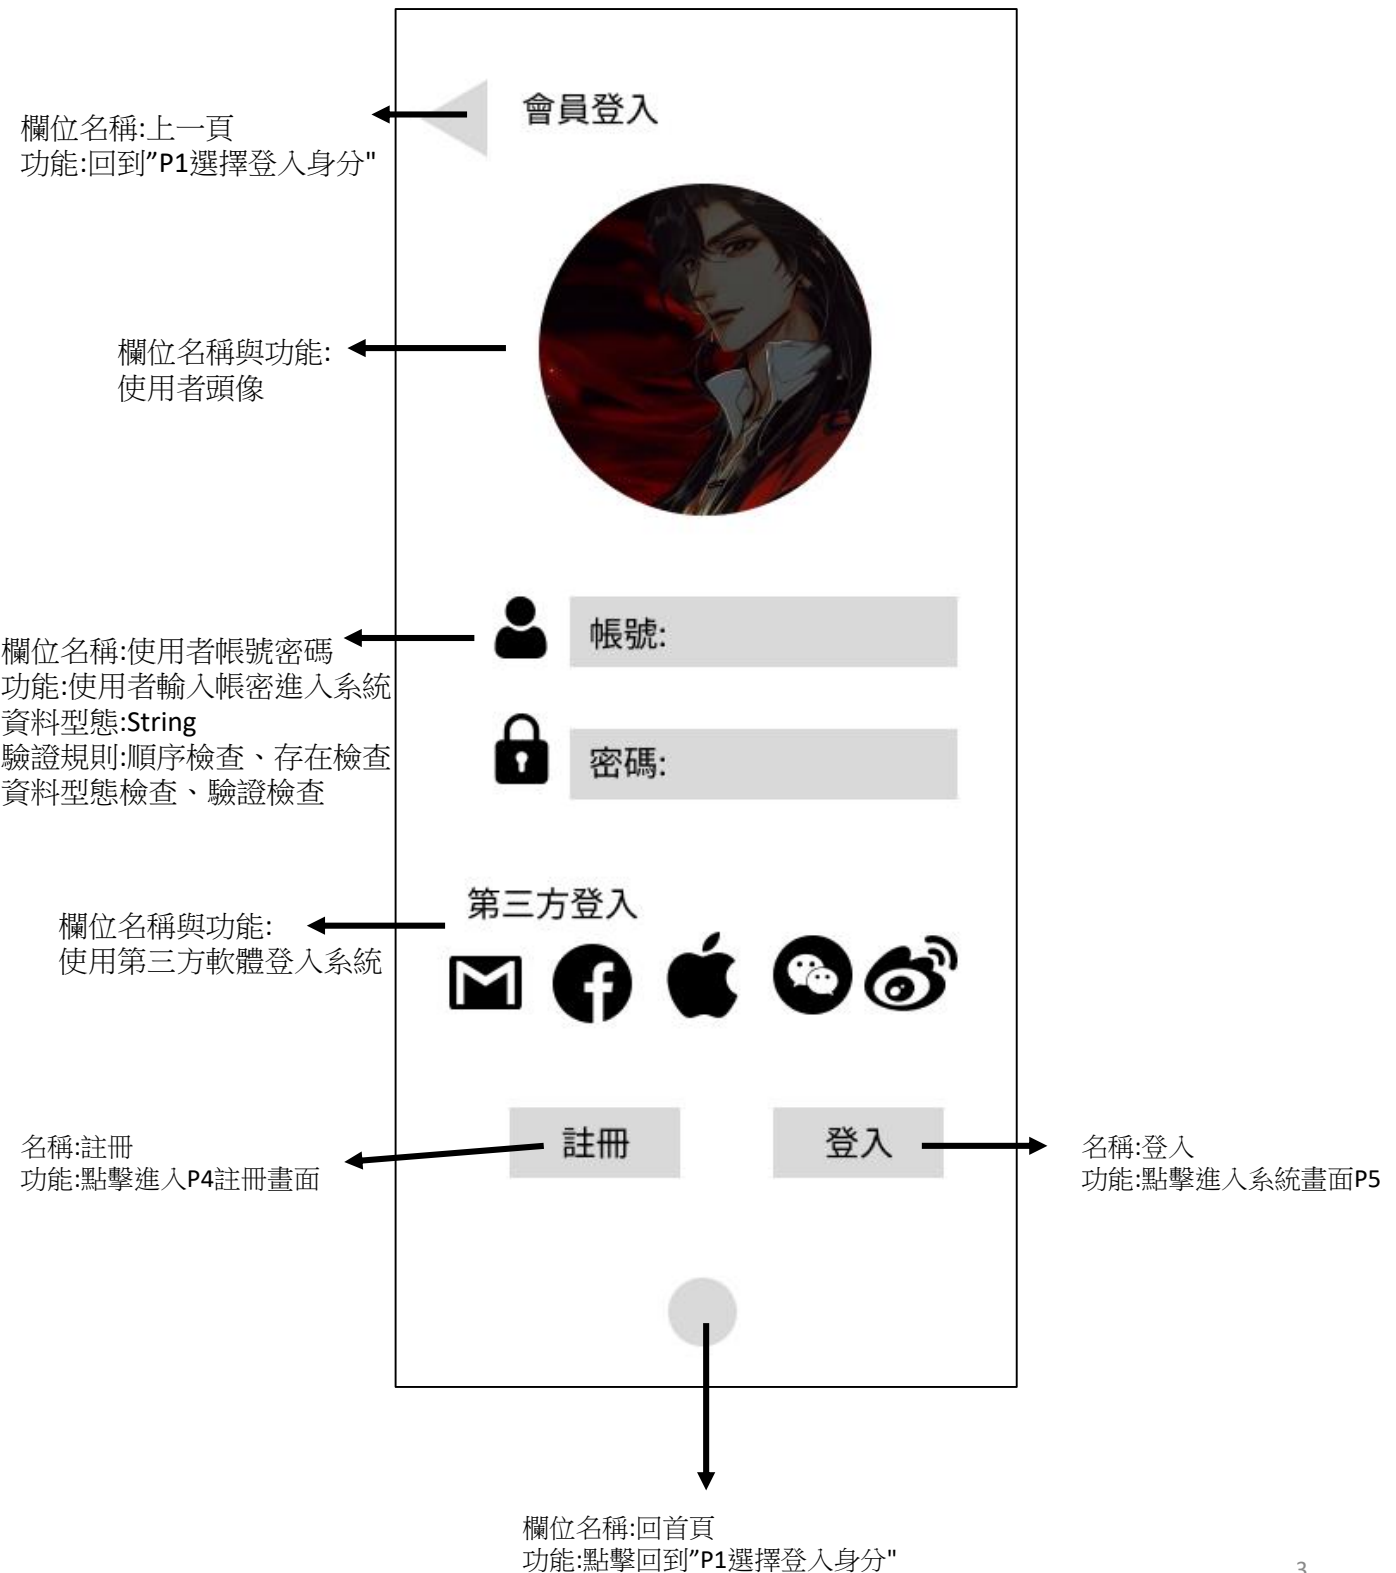 會員登入
欄位名稱:上一頁
功能:回到”P1選擇登入身分"
欄位名稱與功能:
使用者頭像
帳號:
欄位名稱:使用者帳號密碼
功能:使用者輸入帳密進入系統
資料型態:String
驗證規則:順序檢查、存在檢查
資料型態檢查、驗證檢查
密碼:
第三方登入
欄位名稱與功能:
使用第三方軟體登入系統
註冊
登入
名稱:註冊
功能:點擊進入P4註冊畫面
名稱:登入
功能:點擊進入系統畫面P5
欄位名稱:回首頁
功能:點擊回到”P1選擇登入身分"
3